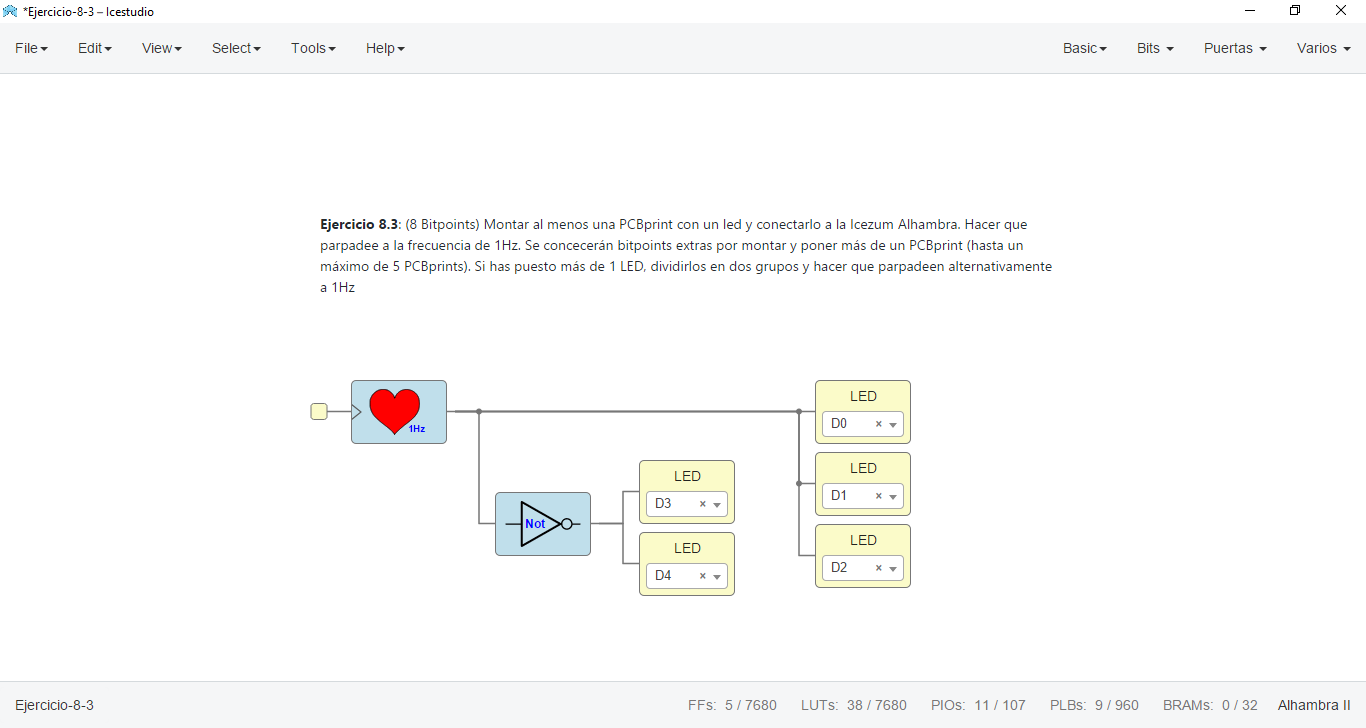 *Ejercicio-8-3 – Icestudio
File Edit View Select Tools Help Basic Bits Puertas Varios
Ejercicio 8.3: (8 Bitpoints) Montar al menos una PCBprint con un led y conectarlo a la Icezum Alhambra. Hacer que
parpadee a la frecuencia de 1Hz. Se concecerán bitpoints extras por montar y poner más de un PCBprint (hasta un
máximo de 5 PCBprints). Si has puesto más de 1 LED, dividirlos en dos grupos y hacer que parpadeen alternativamente
a 1Hz
1Hz
LED
D0
LED
D1
LED
D2
Not
LED
D3
LED
D4
Ejercicio-8-3 FFs: 5 / 7680 LUTs: 38 / 7680 PIOs: 11 / 107 PLBs: 9 / 960 BRAMs: 0 / 32 Alhambra II